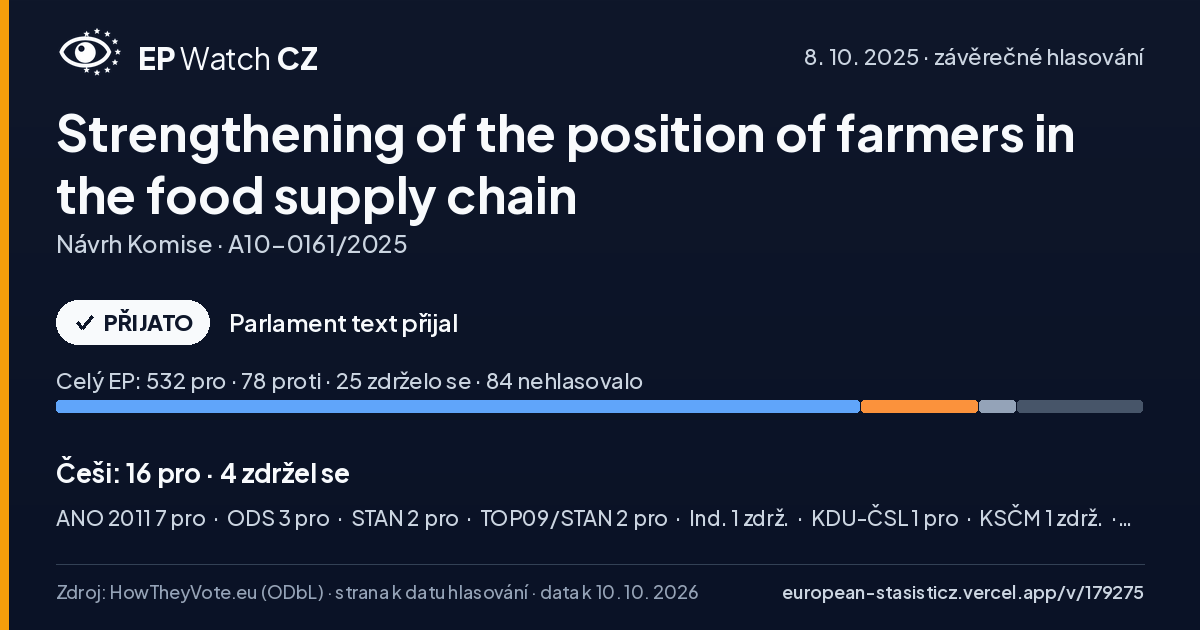 EP Watch CZ
8. 10. 2025 · závěrečné hlasování
Strengthening of the position of farmers in
the food supply chain
Návrh Komise · A10-0161/2025
✓ PŘIJATO
Parlament text přijal
Celý EP: 532 pro · 78 proti · 25 zdrželo se · 84 nehlasovalo
Češi: 16 pro · 4 zdržel se
ANO 2011 7 pro · ODS 3 pro · STAN 2 pro · TOP09/STAN 2 pro · Ind. 1 zdrž. · KDU-ČSL 1 pro · KSČM 1 zdrž. ·…
Zdroj: HowTheyVote.eu (ODbL) · strana k datu hlasování · data k 10. 10. 2026
european-stasisticz.vercel.app/v/179275